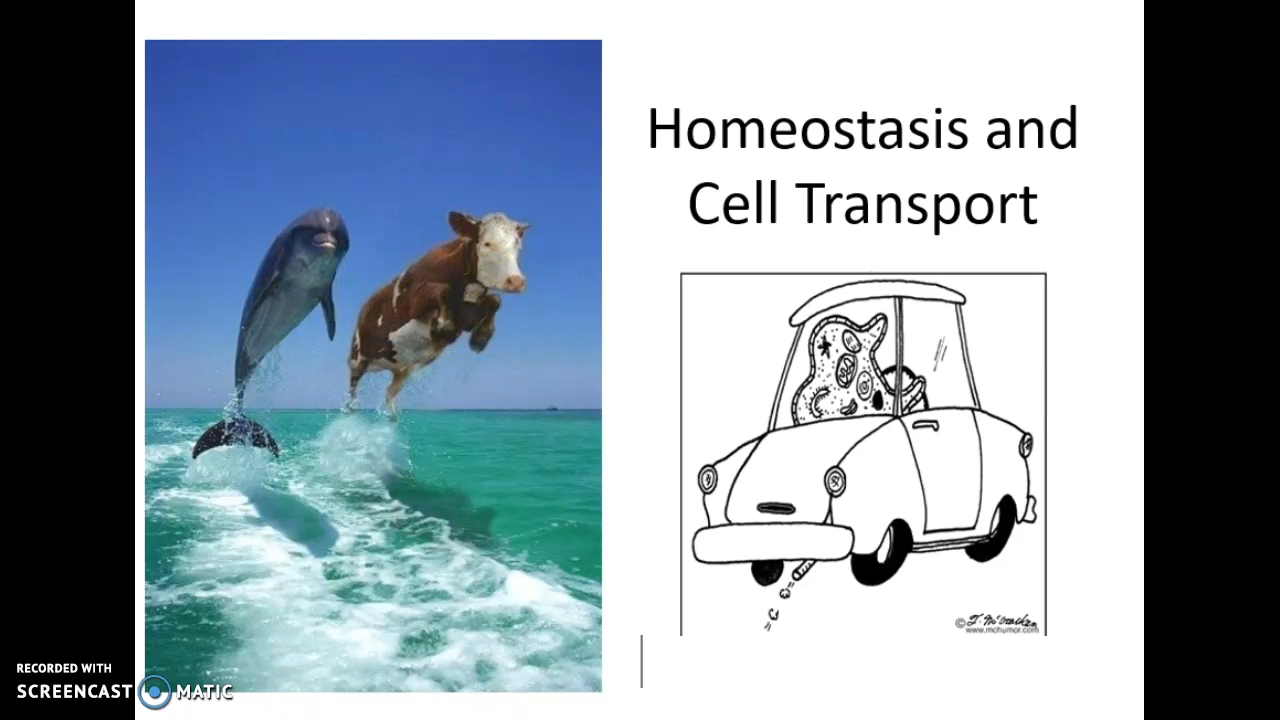 Homeostasis and
Cell Transport
©
www.mchumor.com
RECORDED WITH
SCREENCAST MATIC